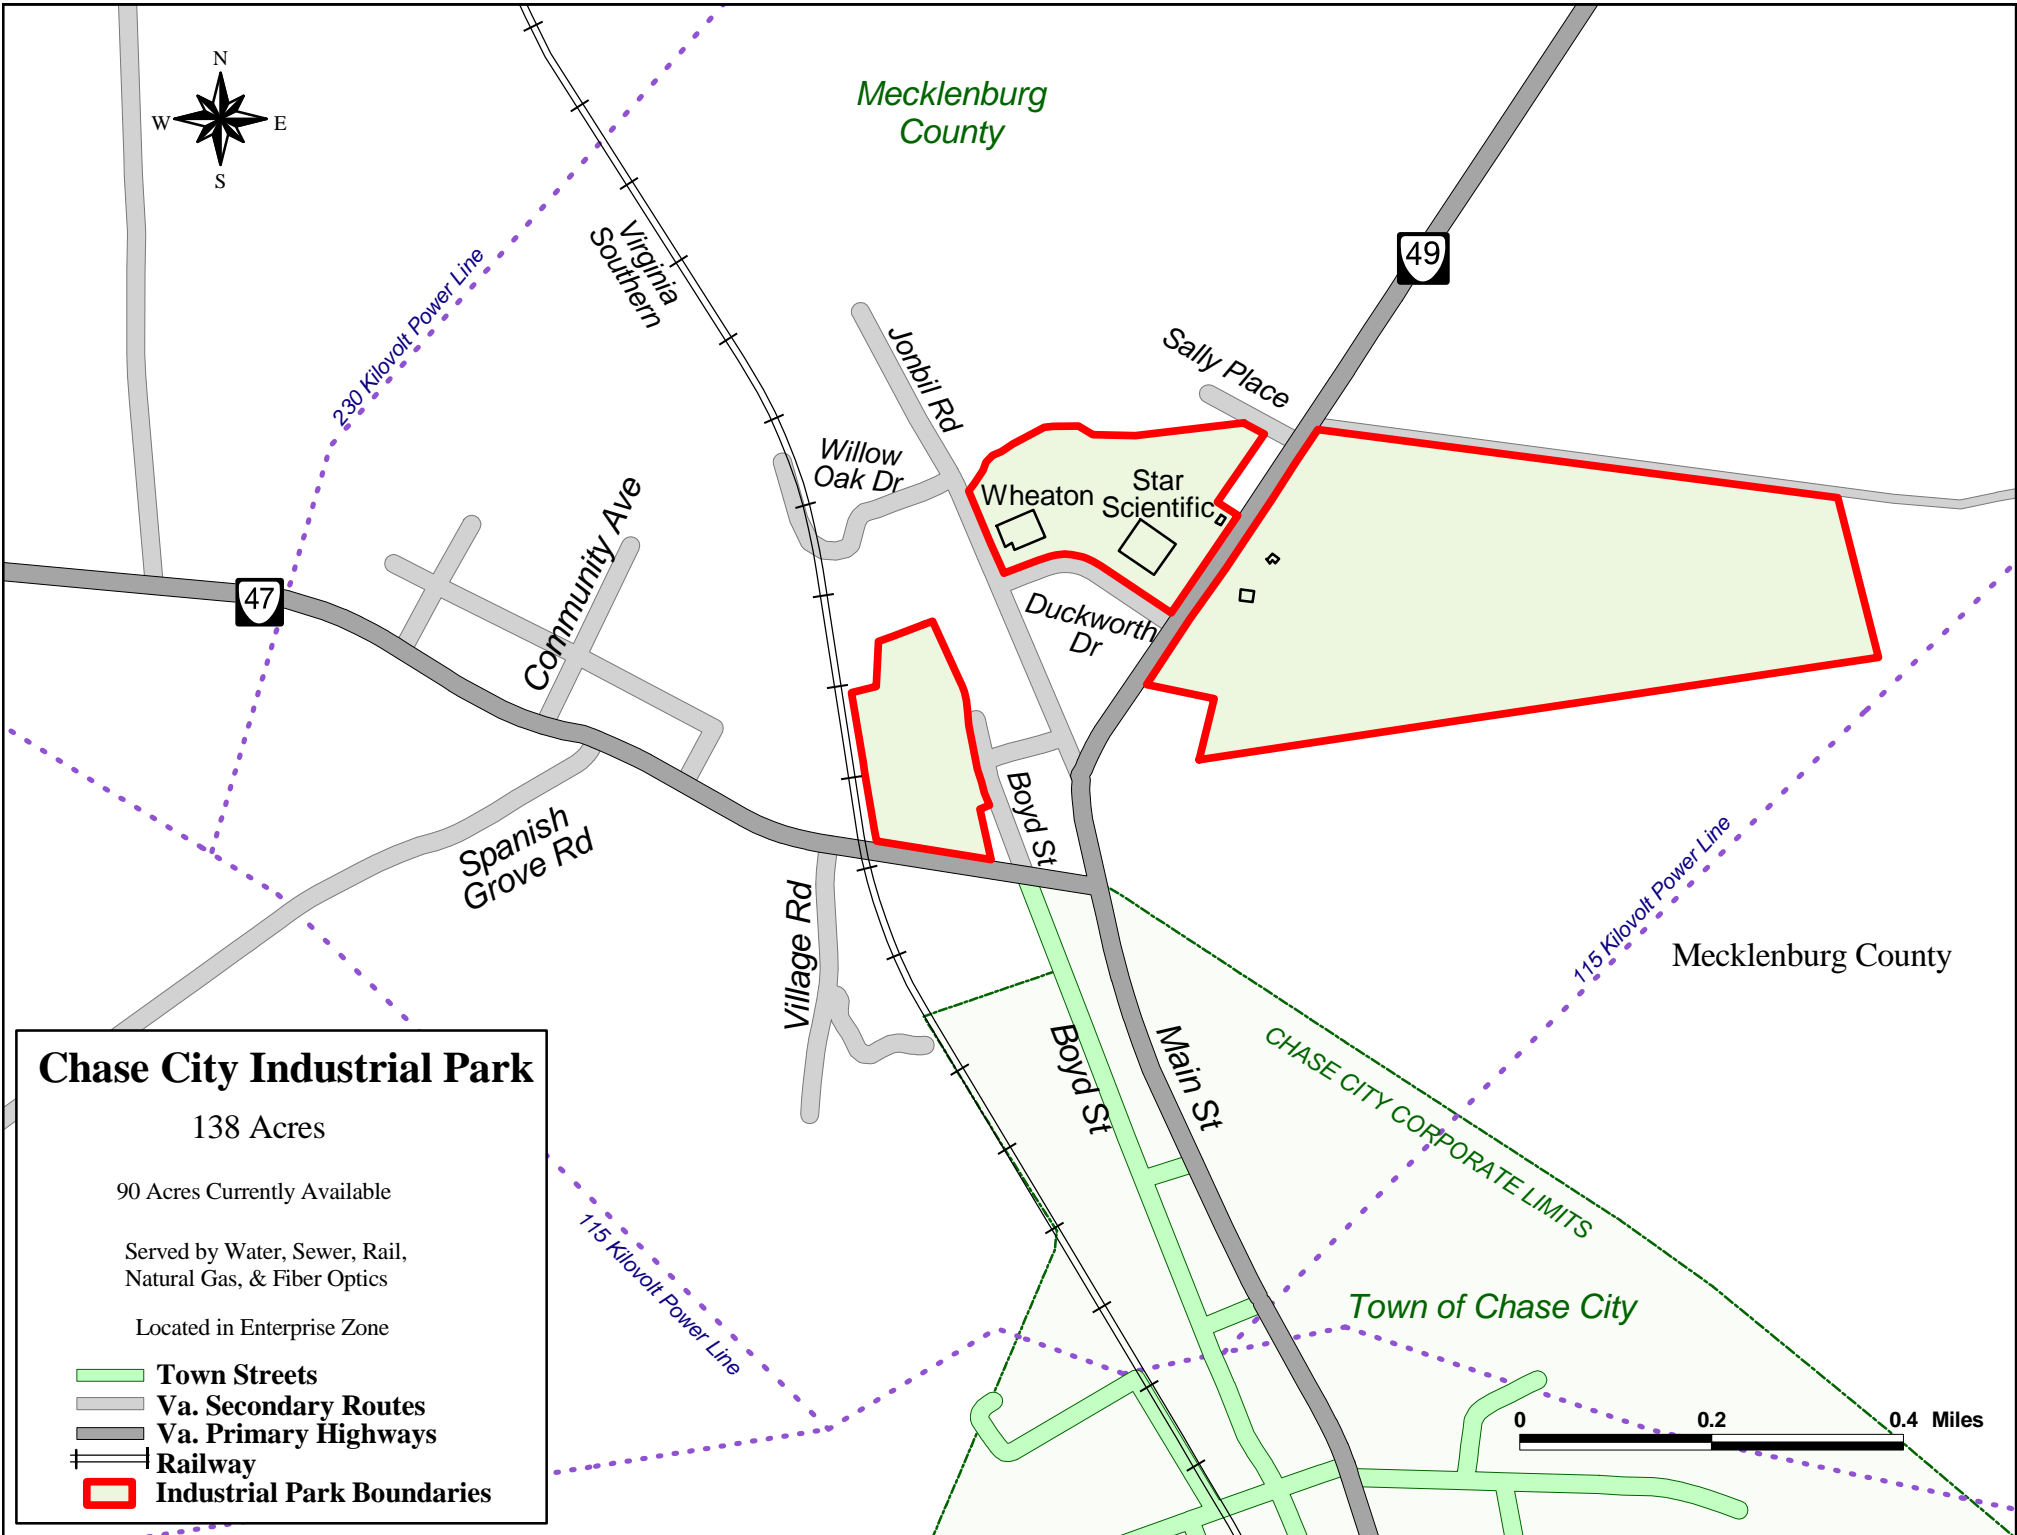 N
W
E
S
Mecklenburg
County
230 Kilovolt Power Line
Virginia
Southern
49
Jonbil Rd
Sally Place
Willow
Oak Dr
Wheaton
Star
Scientific
Community Ave
47
Duckworth
Dr
Boyd St
Spanish
Grove Rd
Village Rd
115 Kilovolt Power Line
Mecklenburg County
Boyd St
Main St
CHASE CITY CORPORATE LIMITS
115 Kilovolt Power Line
Town of Chase City
0 0.2 0.4 Miles
Chase City Industrial Park
138 Acres
90 Acres Currently Available
Served by Water, Sewer, Rail,
Natural Gas, & Fiber Optics
Located in Enterprise Zone
Town Streets
Va. Secondary Routes
Va. Primary Highways
Railway
Industrial Park Boundaries